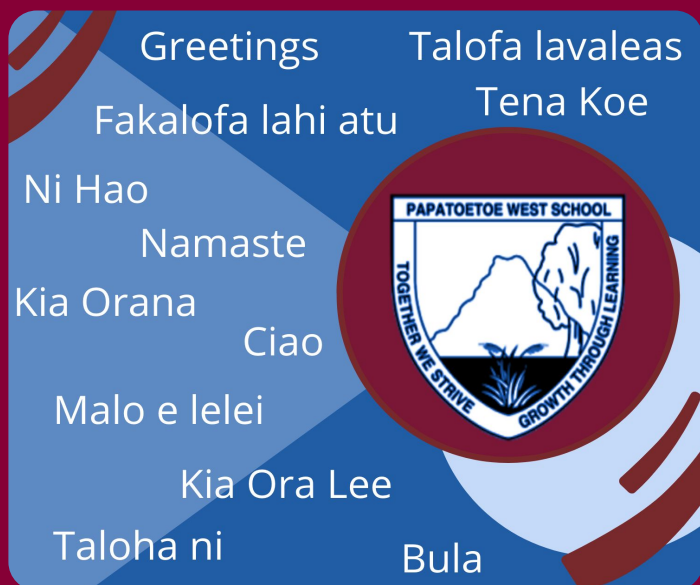 Greetings
Talofa lavaleas
Tena Koe
Fakalofa lahi atu
Ni Hao
Namaste
Kia Orana
Ciao
Malo e lelei
Kia Ora Lee
Taloha ni
Bula
PAPATOETOE WEST SCHOOL
TOGETHER WE STRIVE
GROWTH THROUGH LEARNING